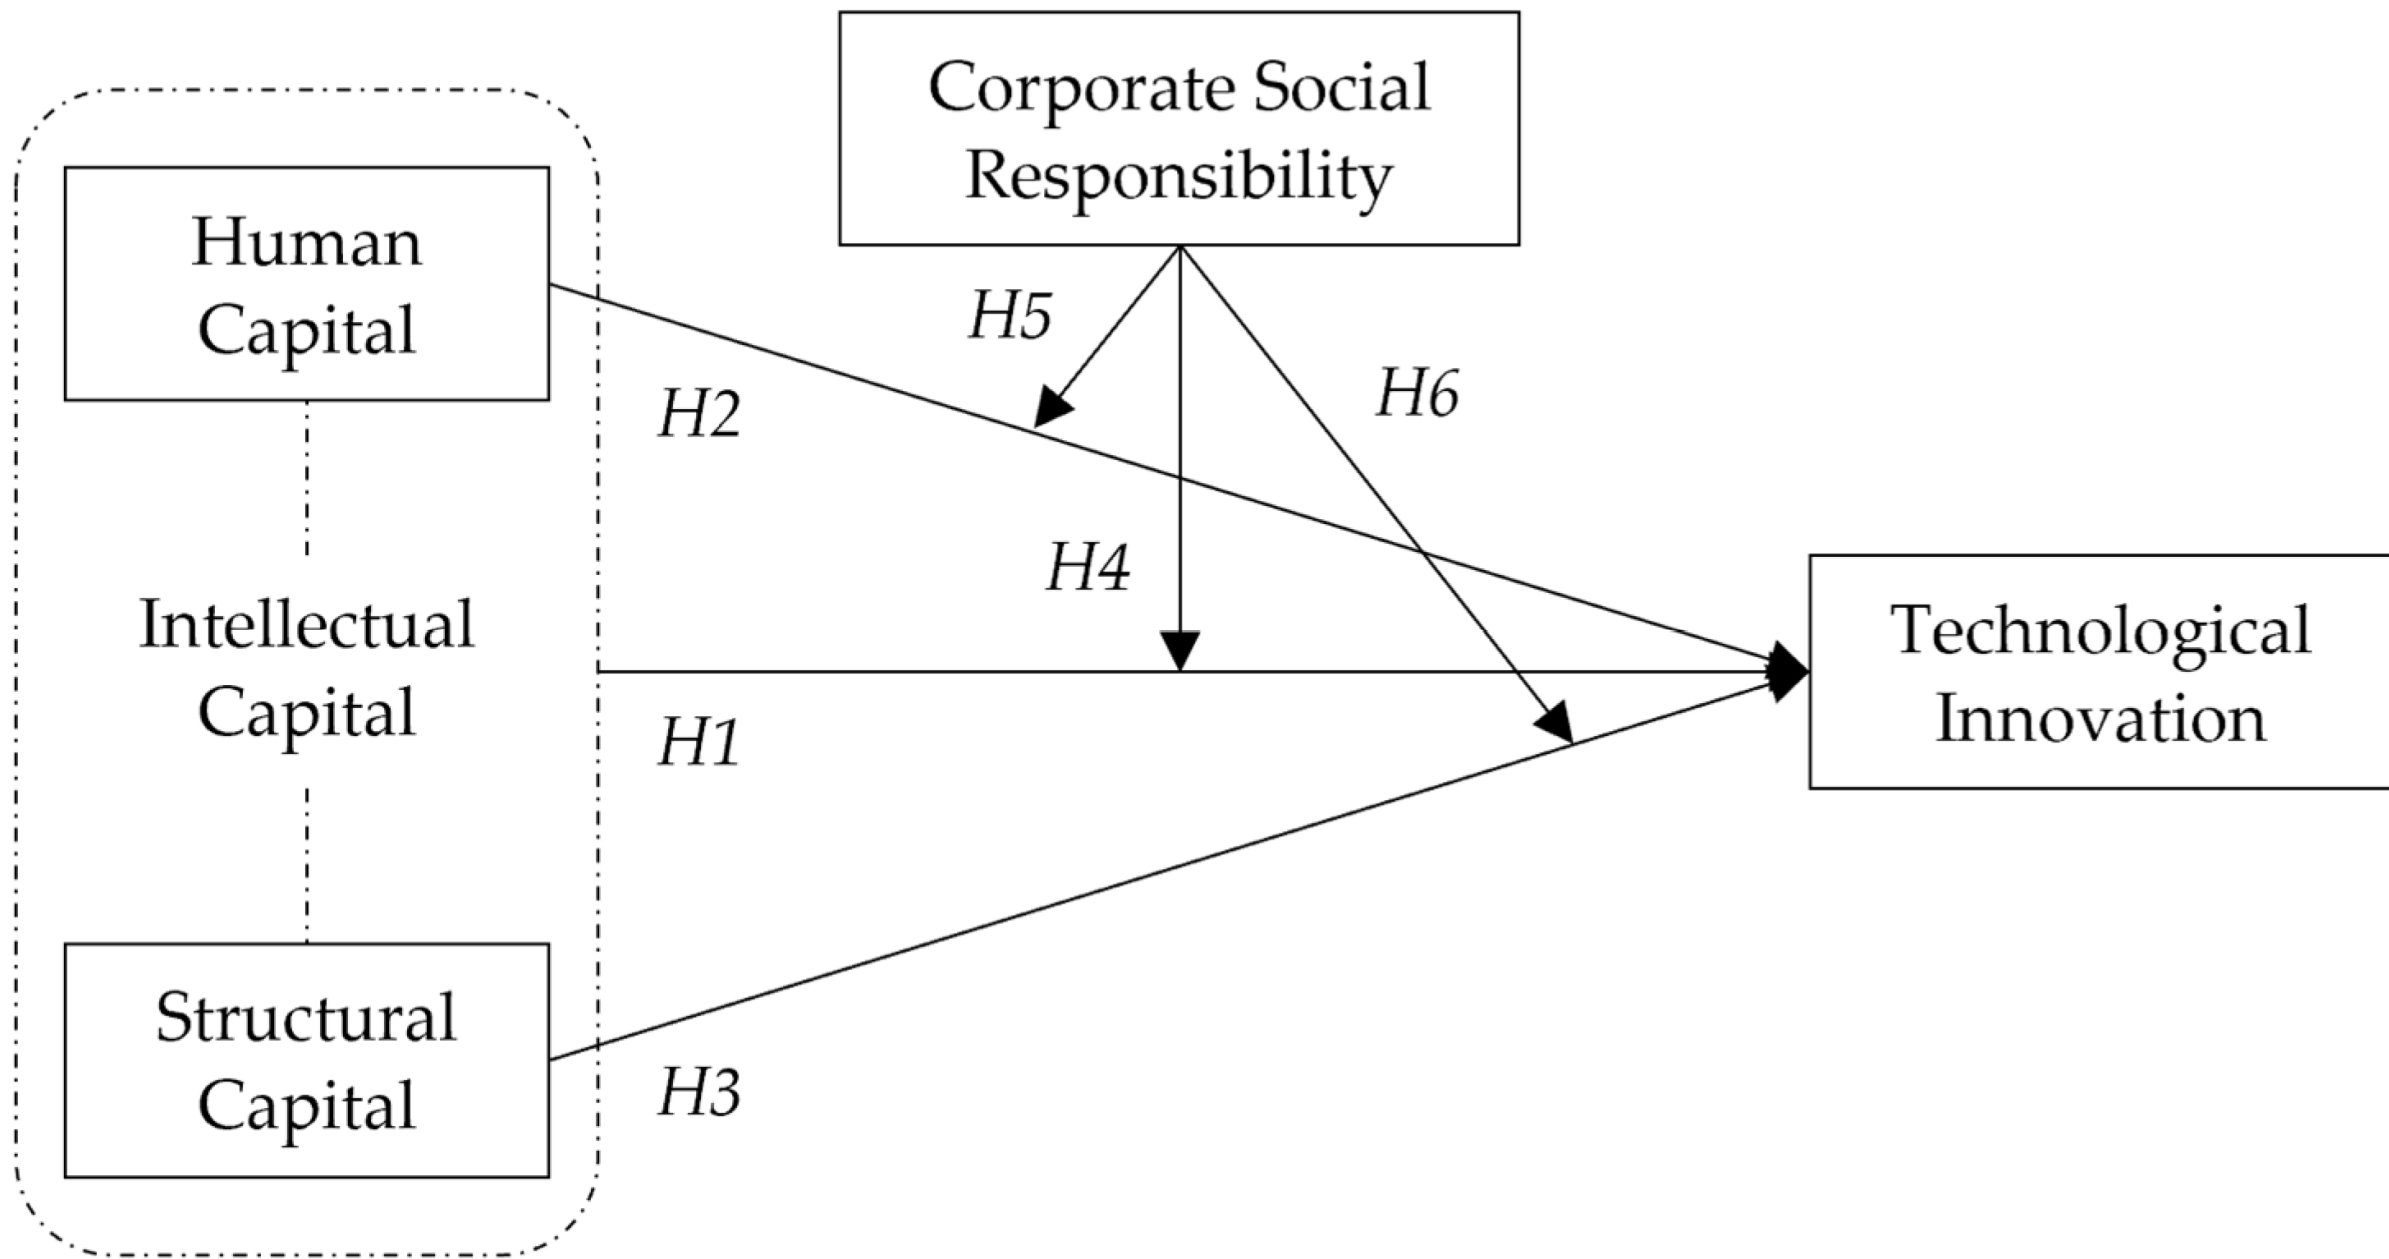 Corporate Social
Responsibility
Human
Capital
H5
H2
H6
H4
Intellectual
Capital
H1
Technological
Innovation
Structural
Capital
H3